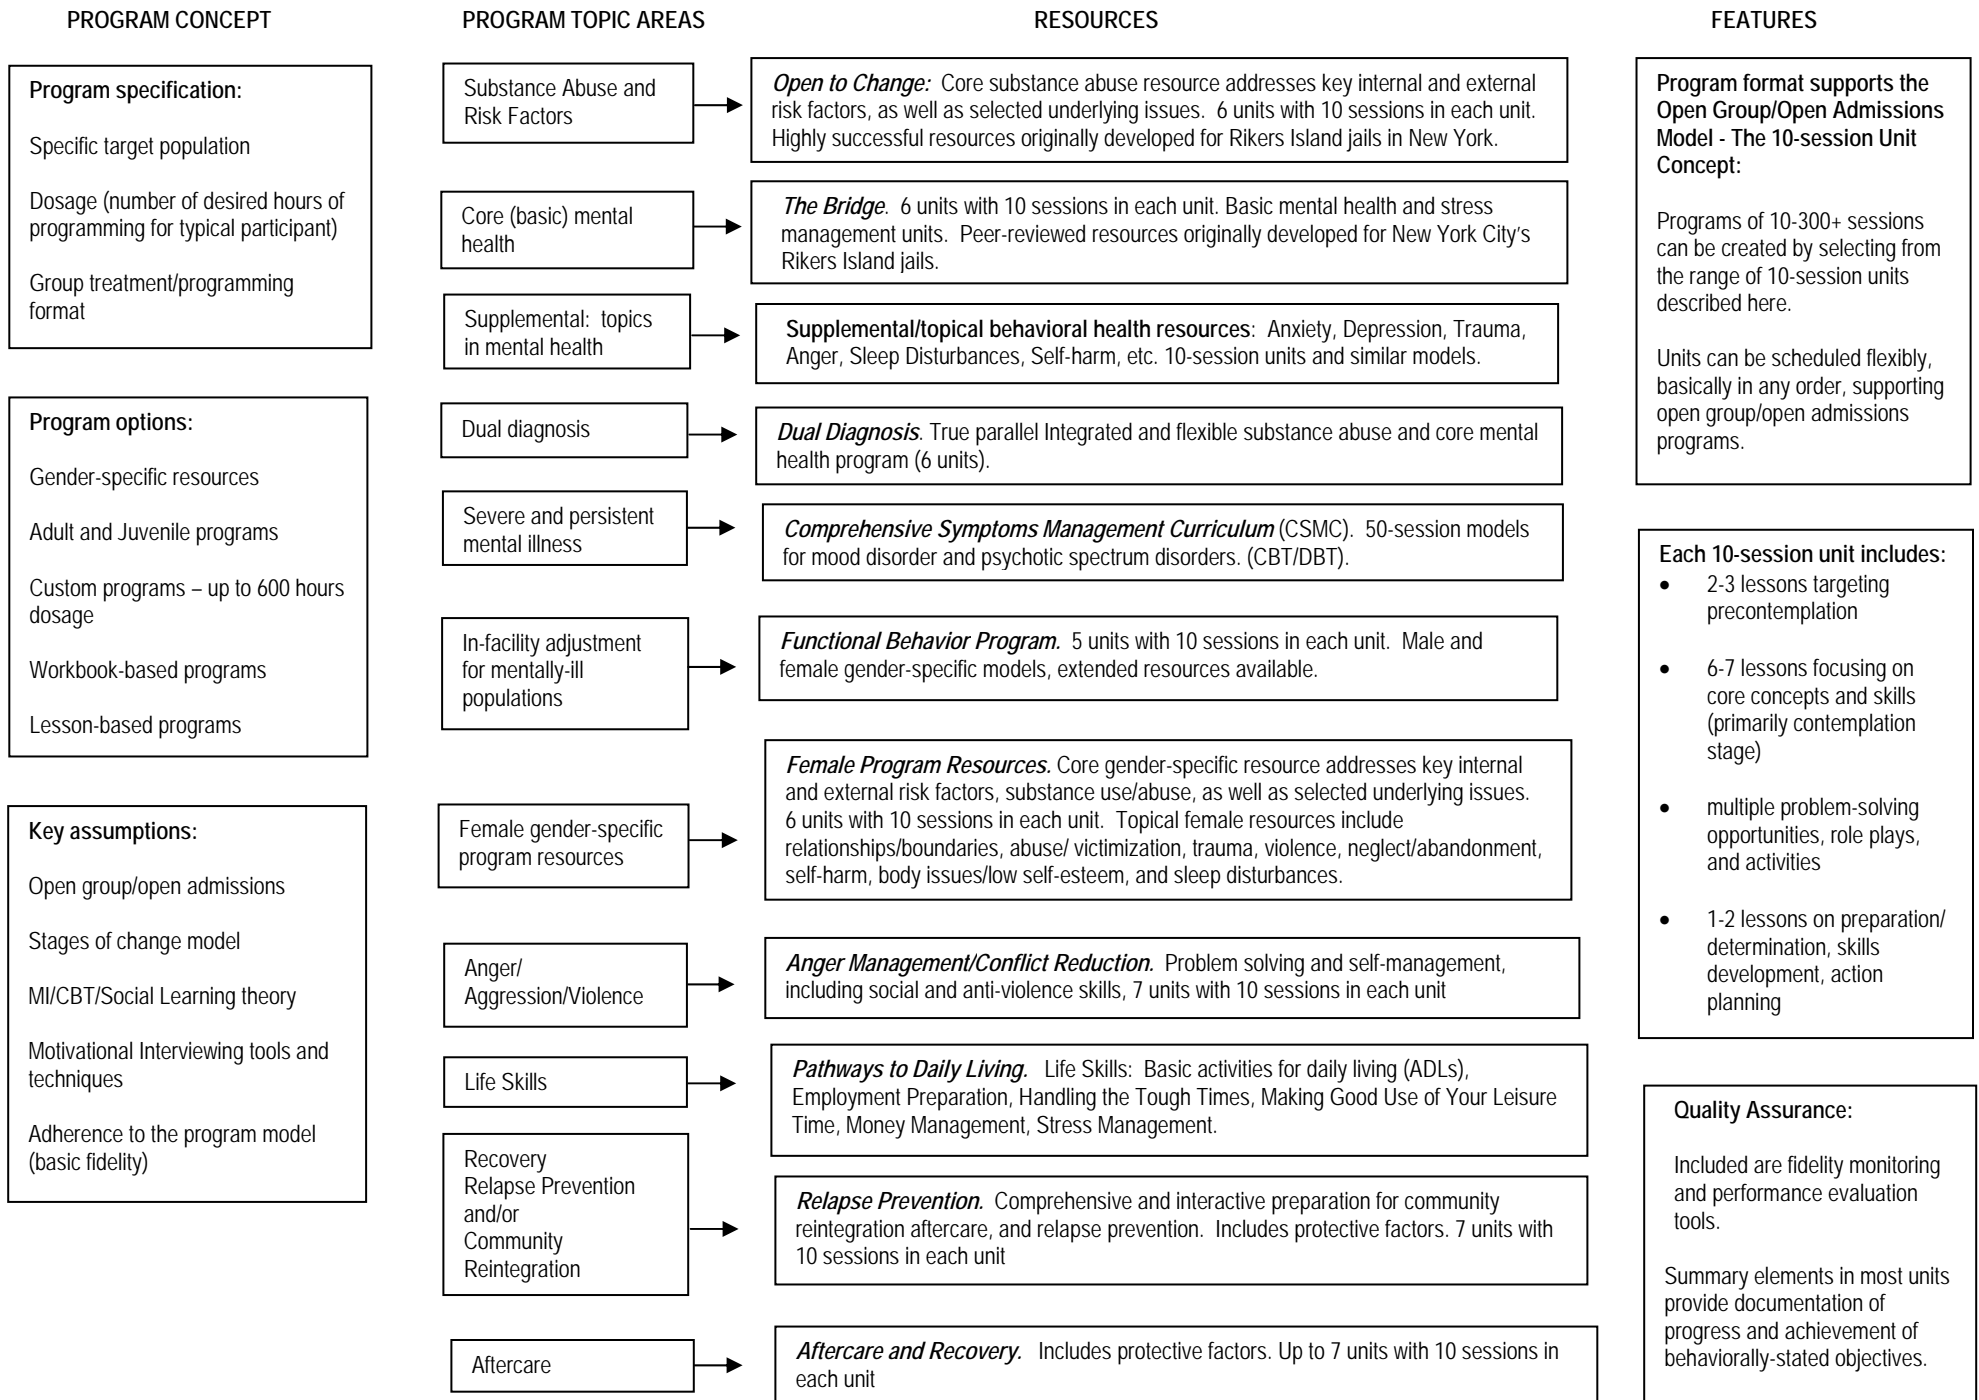 PROGRAM CONCEPT
Program specification:
Specific target population
Dosage (number of desired hours of
programming for typical participant)
Group treatment/programming
format
Program options:
Gender-specific resources
Adult and Juvenile programs
Custom programs – up to 600 hours
dosage
Workbook-based programs
Lesson-based programs
Key assumptions:
Open group/open admissions
Stages of change model
MI/CBT/Social Learning theory
Motivational Interviewing tools and
techniques
Adherence to the program model
(basic fidelity)
PROGRAM TOPIC AREAS
RESOURCES
Substance Abuse and
Risk Factors
Open to Change: Core substance abuse resource addresses key internal and external
risk factors, as well as selected underlying issues. 6 units with 10 sessions in each unit.
Highly successful resources originally developed for Rikers Island jails in New York.
Core (basic) mental
health
The Bridge. 6 units with 10 sessions in each unit. Basic mental health and stress
management units. Peer-reviewed resources originally developed for New York City's
Rikers Island jails.
Supplemental: topics
in mental health
Supplemental/topical behavioral health resources: Anxiety, Depression, Trauma,
Anger, Sleep Disturbances, Self-harm, etc. 10-session units and similar models.
Dual diagnosis
Dual Diagnosis. True parallel Integrated and flexible substance abuse and core mental
health program (6 units).
Severe and persistent
mental illness
Comprehensive Symptoms Management Curriculum (CSMC). 50-session models
for mood disorder and psychotic spectrum disorders. (CBT/DBT).
In-facility adjustment
for mentally-ill
populations
Functional Behavior Program. 5 units with 10 sessions in each unit. Male and
female gender-specific models, extended resources available.
Female gender-specific
program resources
Female Program Resources. Core gender-specific resource addresses key internal
and external risk factors, substance use/abuse, as well as selected underlying issues.
6 units with 10 sessions in each unit. Topical female resources include
relationships/boundaries, abuse/ victimization, trauma, violence, neglect/abandonment,
self-harm, body issues/low self-esteem, and sleep disturbances.
Anger/
Aggression/Violence
Anger Management/Conflict Reduction. Problem solving and self-management,
including social and anti-violence skills, 7 units with 10 sessions in each unit
Life Skills
Pathways to Daily Living. Life Skills: Basic activities for daily living (ADLs),
Employment Preparation, Handling the Tough Times, Making Good Use of Your Leisure
Time, Money Management, Stress Management.
Recovery
Relapse Prevention
and/or
Community
Reintegration
Relapse Prevention. Comprehensive and interactive preparation for community
reintegration aftercare, and relapse prevention. Includes protective factors. 7 units with
10 sessions in each unit
Aftercare
Aftercare and Recovery. Includes protective factors. Up to 7 units with 10 sessions in
each unit
FEATURES
Program format supports the
Open Group/Open Admissions
Model - The 10-session Unit
Concept:
Programs of 10-300+ sessions
can be created by selecting from
the range of 10-session units
described here.
Units can be scheduled flexibly,
basically in any order, supporting
open group/open admissions
programs.
Each 10-session unit includes:
• 2-3 lessons targeting
precontemplation
• 6-7 lessons focusing on
core concepts and skills
(primarily contemplation
stage)
• multiple problem-solving
opportunities, role plays,
and activities
• 1-2 lessons on preparation/
determination, skills
development, action
planning
Quality Assurance:
Included are fidelity monitoring
and performance evaluation
tools.
Summary elements in most units
provide documentation of
progress and achievement of
behaviorally-stated objectives.